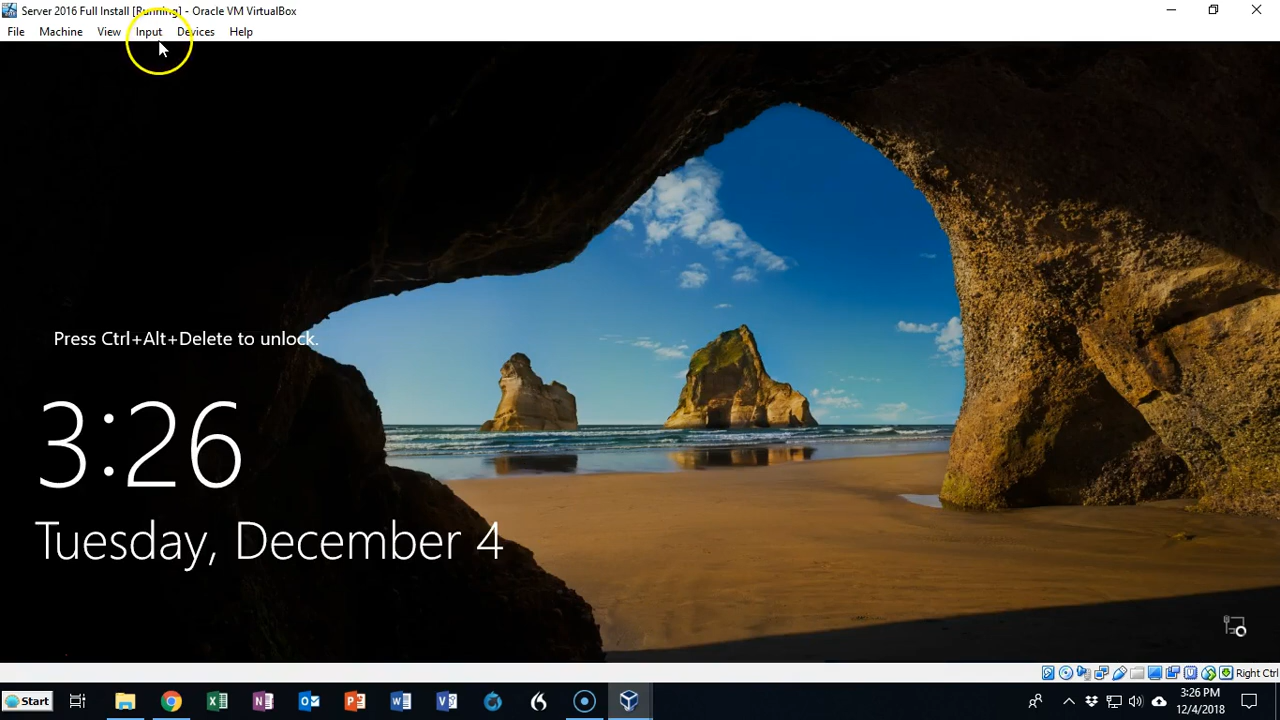 Server 2016 Full Install [Running] - Oracle VM VirtualBox
File Machine View Input Devices Help
Press Ctrl+Alt+Delete to unlock.
3:26
Tuesday, December 4
Right Ctrl
Start
3:26 PM
12/4/2018